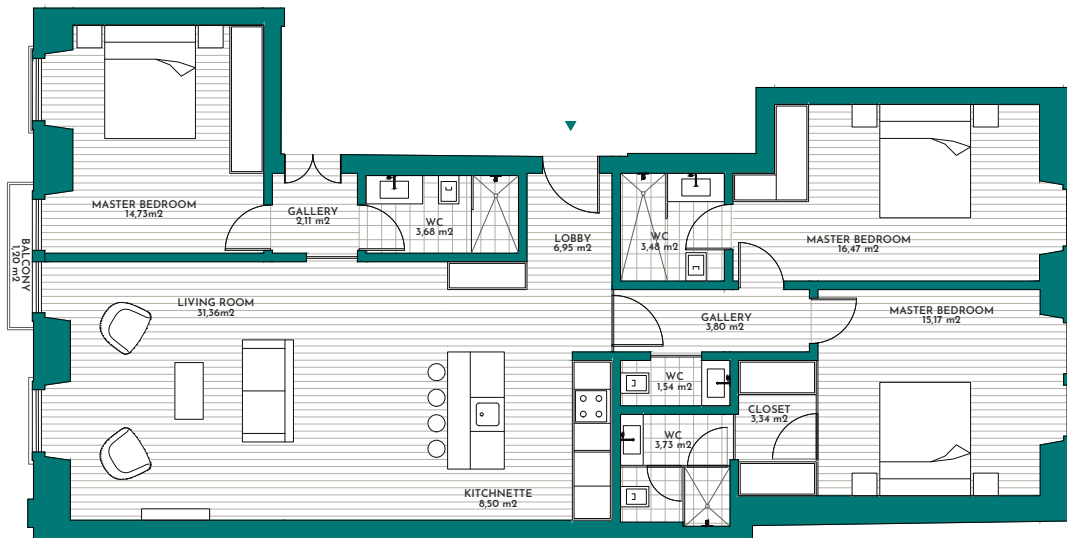 MASTER BEDROOM
14,73m2
GALLERY
2,11 m2
WC
3,68 m2
LOBBY
6,95 m2
WC
3,48 m2
MASTER BEDROOM
16,47 m2
BALCONY
1,20 m2
LIVING ROOM
31,36m2
GALLERY
3,80 m2
MASTER BEDROOM
15,17 m2
WC
1,54 m2
CLOSET
3,34 m2
WC
3,73 m2
KITCHNETTE
8,50 m2